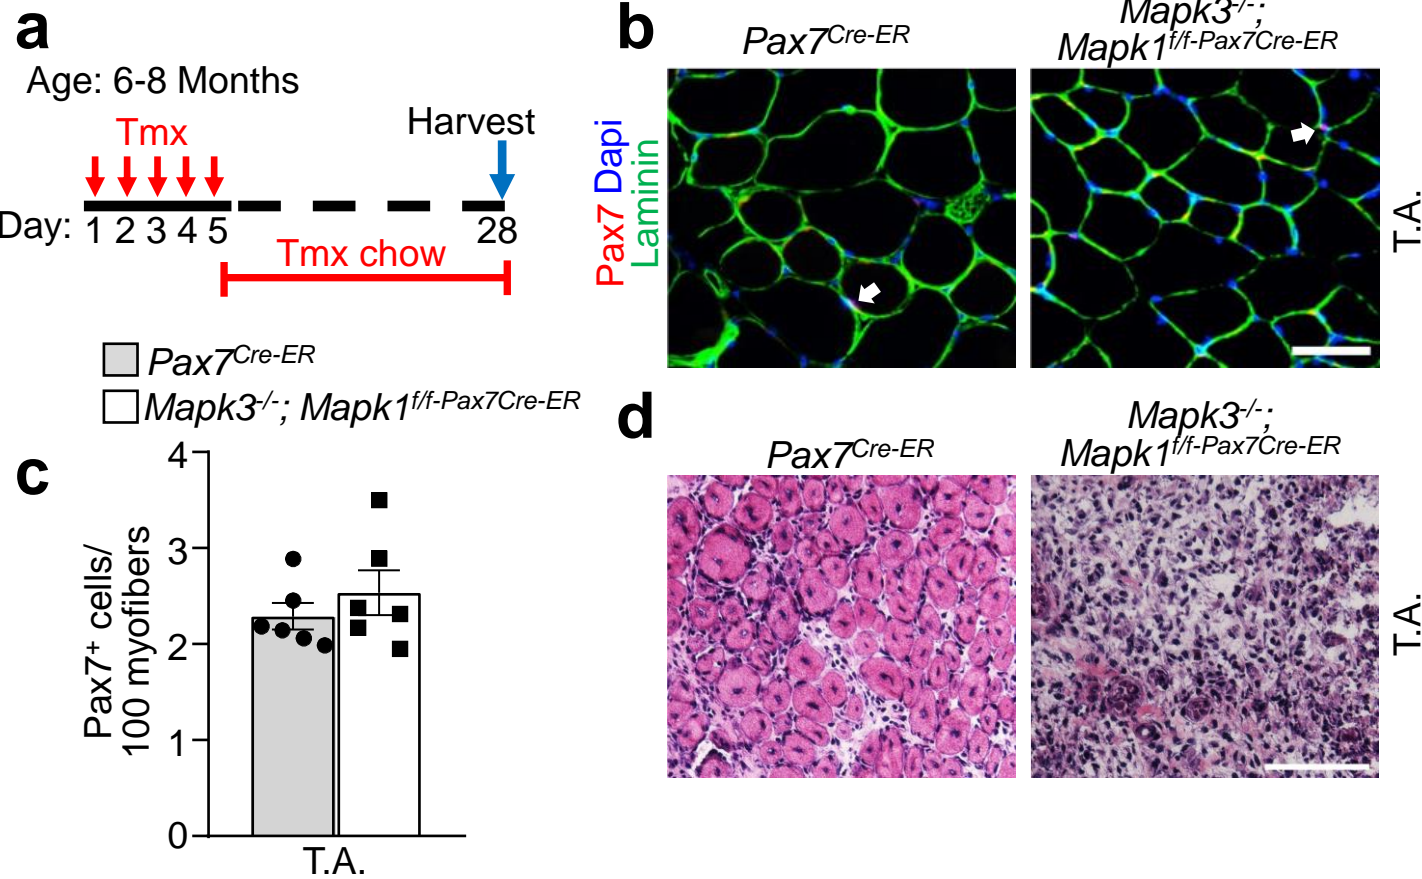 a
Age: 6-8 Months
Tmx
Harvest
Day: 1 2 3 4 5 28
Tmx chow
Pax7Cre-ER
Mapk3-/-; Mapk1f/f-Pax7Cre-ER
b
Pax7Cre-ER
Mapk3-/-;
Mapk1f/f-Pax7Cre-ER
Pax7 Dapi
Laminin
T.A.
c
Pax7+ cells/
100 myofibers
4
3
2
1
0
T.A.
d
Pax7Cre-ER
Mapk3-/-;
Mapk1f/f-Pax7Cre-ER
T.A.